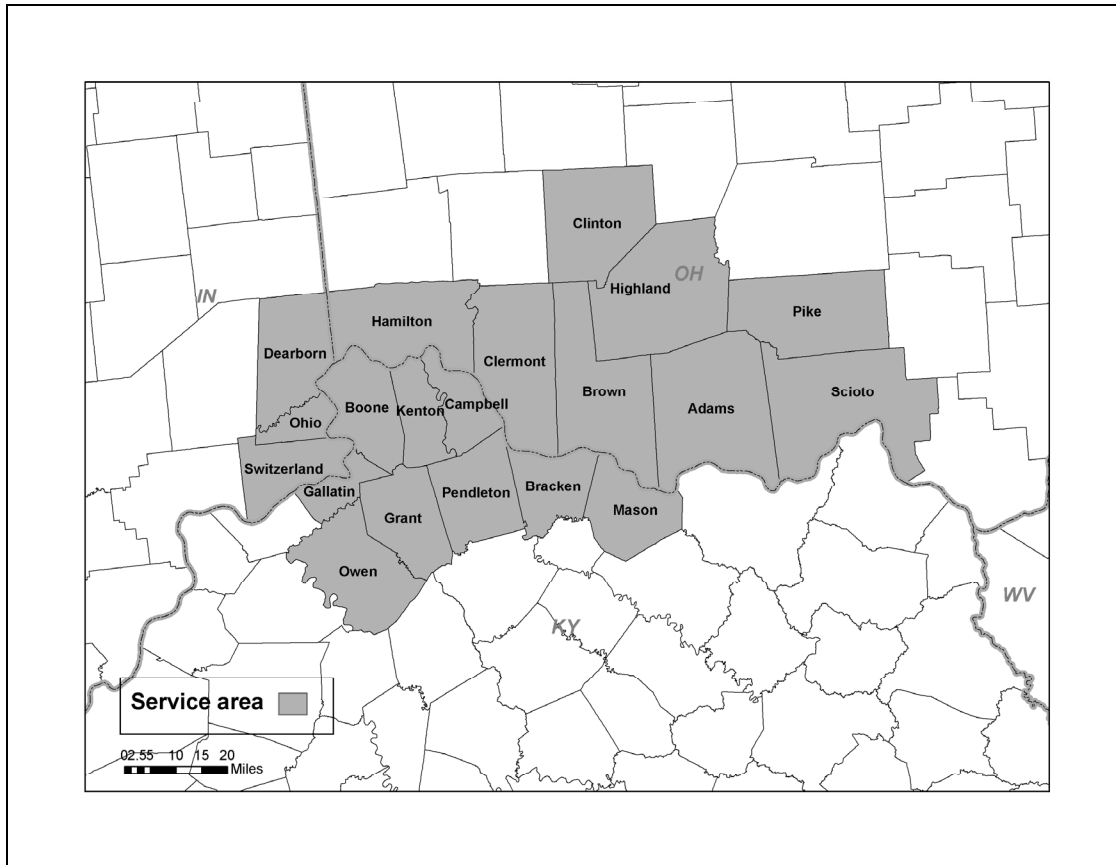 Clinton
OH
Highland
IN
Pike
Hamilton
Dearborn
Clermont
Brown
Scioto
Boone
Kenton
Campbell
Adams
Ohio
Switzerland
Gallatin
Pendleton
Bracken
Grant
Mason
Owen
WV
KY
Service area
02.55 10 15 20
Miles